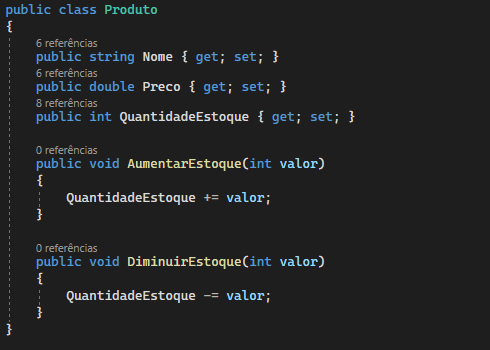 public class Produto
{
6 referências
public string Nome { get; set; }
6 referências
public double Preco { get; set; }
8 referências
public int QuantidadeEstoque { get; set; }
0 referências
public void AumentarEstoque(int valor)
{
QuantidadeEstoque += valor;
}
0 referências
public void DiminuirEstoque(int valor)
{
QuantidadeEstoque -= valor;
}
}